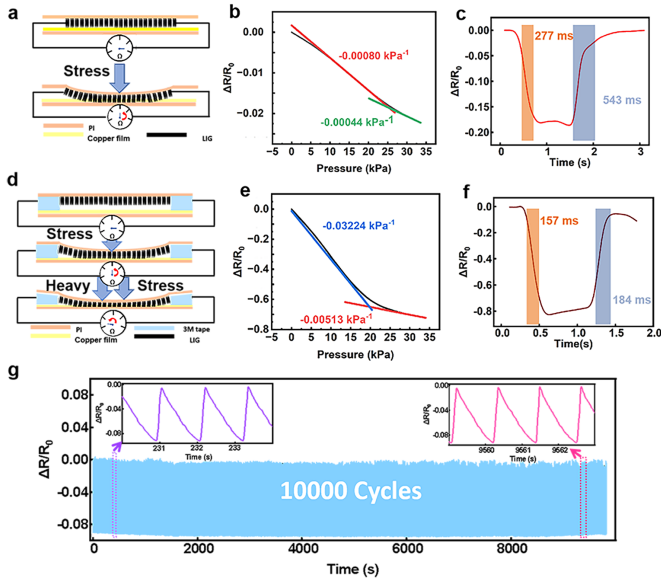 a
Ω
Stress
Ω
PI
Copper film
LIG
b
ΔR/R₀
0.000
−0.005
−0.01
−0.02
-0.00080 kPa⁻¹
-0.00044 kPa⁻¹
−5 0 5 10 15 20 25 30 35
Pressure (kPa)
c
ΔR/R₀
0.00
−0.05
−0.10
−0.15
−0.20
277 ms
543 ms
0 1 2 3
Time (s)
d
Ω
Stress
Ω
Heavy
Stress
Ω
PI
3M tape
Copper film
LIG
e
ΔR/R₀
0.0
−0.2
−0.4
−0.6
−0.8
-0.03224 kPa⁻¹
-0.00513 kPa⁻¹
−5 0 5 10 15 20 25 30 35
Pressure (kPa)
f
ΔR/R₀
0.0
−0.2
−0.4
−0.6
−0.8
157 ms
184 ms
0.0 0.5 1.0 1.5 2.0
Time(s)
g
ΔR/R₀
0.08
0.04
0.00
-0.04
-0.08
ΔR/R₀
0.00
-0.04
-0.08
231 232 233
Time (s)
ΔR/R₀
0.00
-0.04
-0.08
9560 9561 9562
Time (s)
10000 Cycles
0 2000 4000 6000 8000
Time (s)